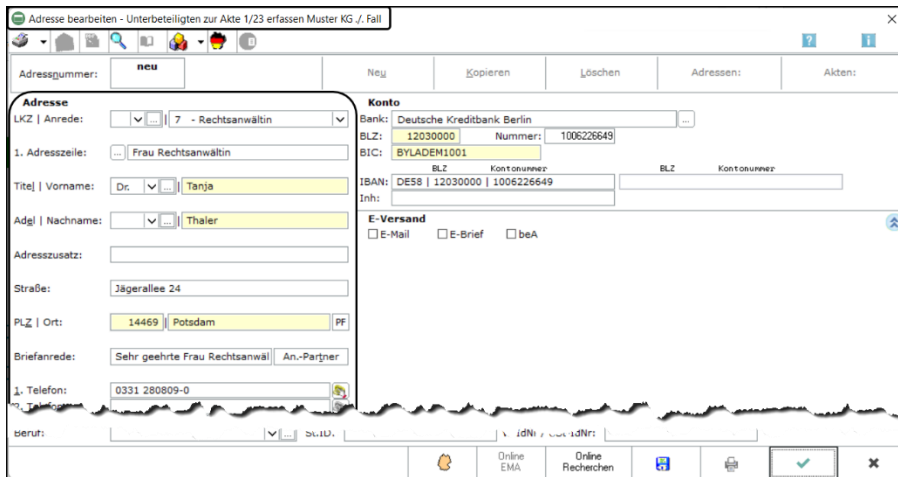 Adresse bearbeiten - Unterbeteiligten zur Akte 1/23 erfassen Muster KG ./. Fall
Adressnummer: neu Neu Kopieren Löschen Adressen: Akten:
Adresse
LKZ | Anrede: ... | 7 - Rechtsanwältin
1. Adresszeile: ... Frau Rechtsanwältin
Titel | Vorname: Dr. ... | Tanja
Adel | Nachname: ... | Thaler
Adresszusatz:
Straße: Jägerallee 24
PLZ | Ort: 14469 | Potsdam PF
Briefanrede: Sehr geehrte Frau Rechtsanwäl An.-Partner
1. Telefon: 0331 280809-0
2. Telefon:
Konto
Bank: Deutsche Kreditbank Berlin ...
BLZ: 12030000 Nummer: 1006226649
BIC: BYLADEM1001
BLZ Kontonummer BLZ Kontonummer
IBAN: DE58 | 12030000 | 1006226649
Inh:
E-Versand
E-Mail E-Brief beA
Beruf: ... St.ID:
Online EMA
Online Recherchen